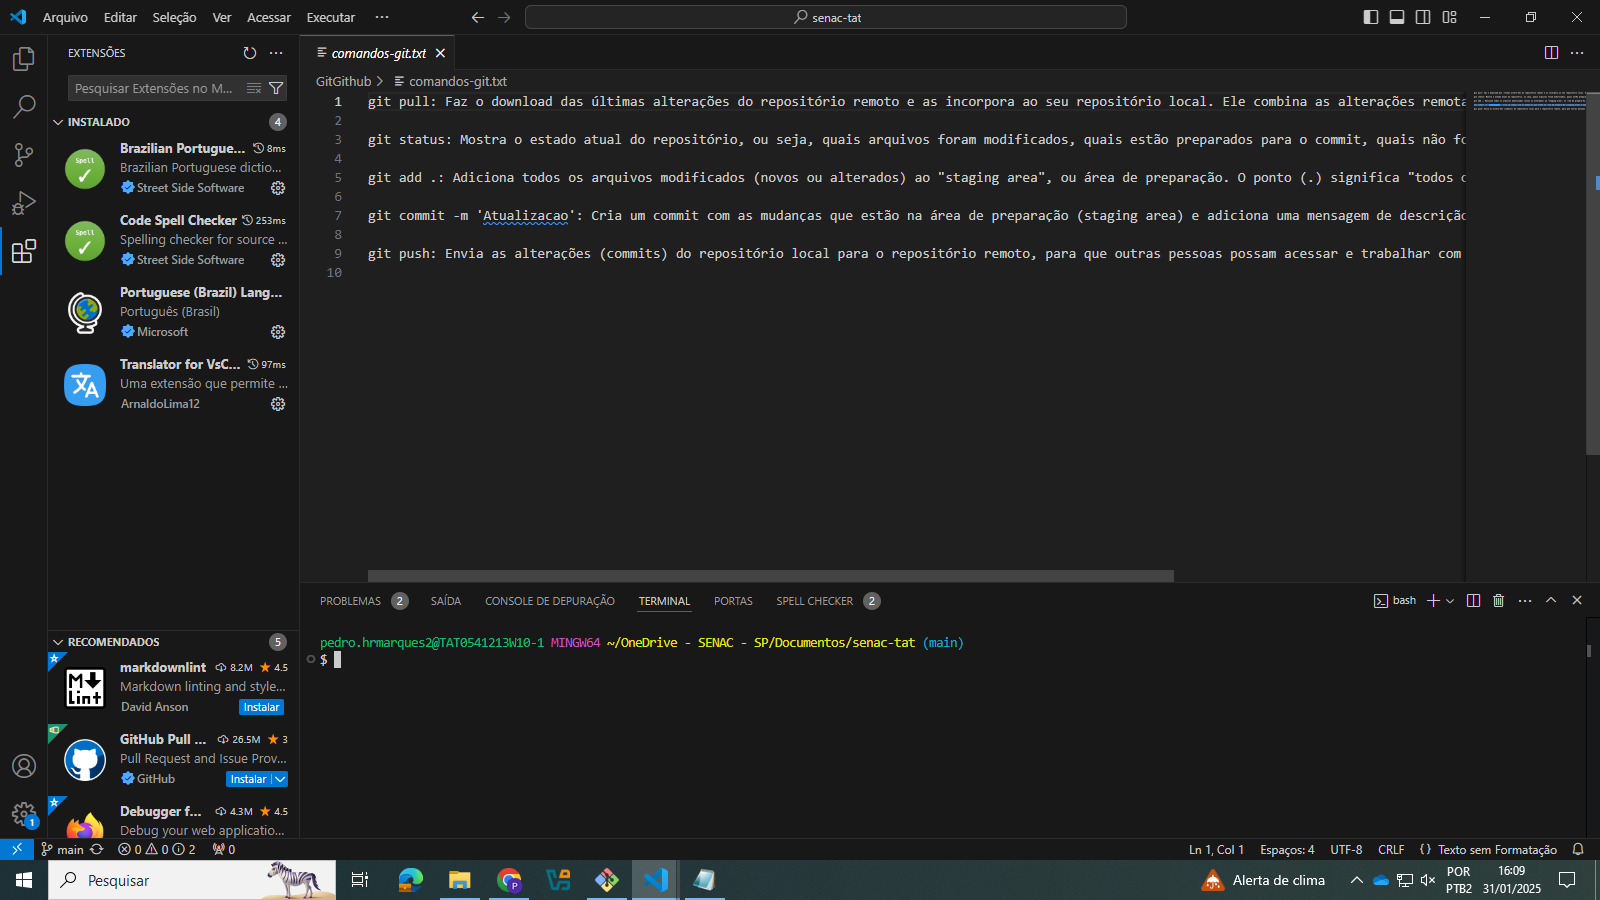 Arquivo Editar Seleção Ver Acessar Executar ···
senac-tat
EXTENSÕES
comandos-git.txt
Pesquisar Extensões no M...
GitGithub > comandos-git.txt
INSTALADO 4
Brazilian Portugue... 8ms
Brazilian Portuguese dictio...
Street Side Software
Code Spell Checker 253ms
Spelling checker for source ...
Street Side Software
Portuguese (Brazil) Lang...
Português (Brasil)
Microsoft
Translator for VsC... 97ms
Uma extensão que permite ...
ArnaldoLima12
RECOMENDADOS 5
markdownlint 8.2M 4.5
Markdown linting and style...
David Anson Instalar
GitHub Pull ... 26.5M 3
Pull Request and Issue Prov...
GitHub Instalar
Debugger f... 4.3M 4.5
Debug your web applicatio...
1 git pull: Faz o download das últimas alterações do repositório remoto e as incorpora ao seu repositório local. Ele combina as alterações remota
2
3 git status: Mostra o estado atual do repositório, ou seja, quais arquivos foram modificados, quais estão preparados para o commit, quais não fo
4
5 git add .: Adiciona todos os arquivos modificados (novos ou alterados) ao "staging area", ou área de preparação. O ponto (.) significa "todos o
6
7 git commit -m 'Atualizacao': Cria um commit com as mudanças que estão na área de preparação (staging area) e adiciona uma mensagem de descrição
8
9 git push: Envia as alterações (commits) do repositório local para o repositório remoto, para que outras pessoas possam acessar e trabalhar com
10
PROBLEMAS 2 SAÍDA CONSOLE DE DEPURAÇÃO TERMINAL PORTAS SPELL CHECKER 2
bash
pedro.hrmarques2@TAT0541213W10-1 MINGW64 ~/OneDrive - SENAC - SP/Documentos/senac-tat (main)
$
1
main 0 0 2 0
Ln 1, Col 1 Espaços: 4 UTF-8 CRLF {} Texto sem Formatação
Pesquisar
Alerta de clima
POR
PTB2
16:09
31/01/2025